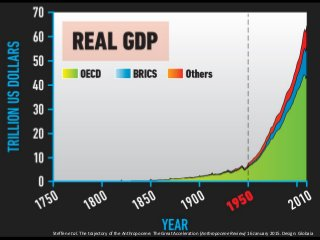 REAL GDP
OECD BRICS Others
TRILLION US DOLLARS
70
60
50
40
30
20
10
0
1750 1800 1850 1900 1950 2010
YEAR
Steffen et al. The trajectory of the Anthropocene: The Great Acceleration (Anthropocene Review) 16 January 2015. Design: Globaia